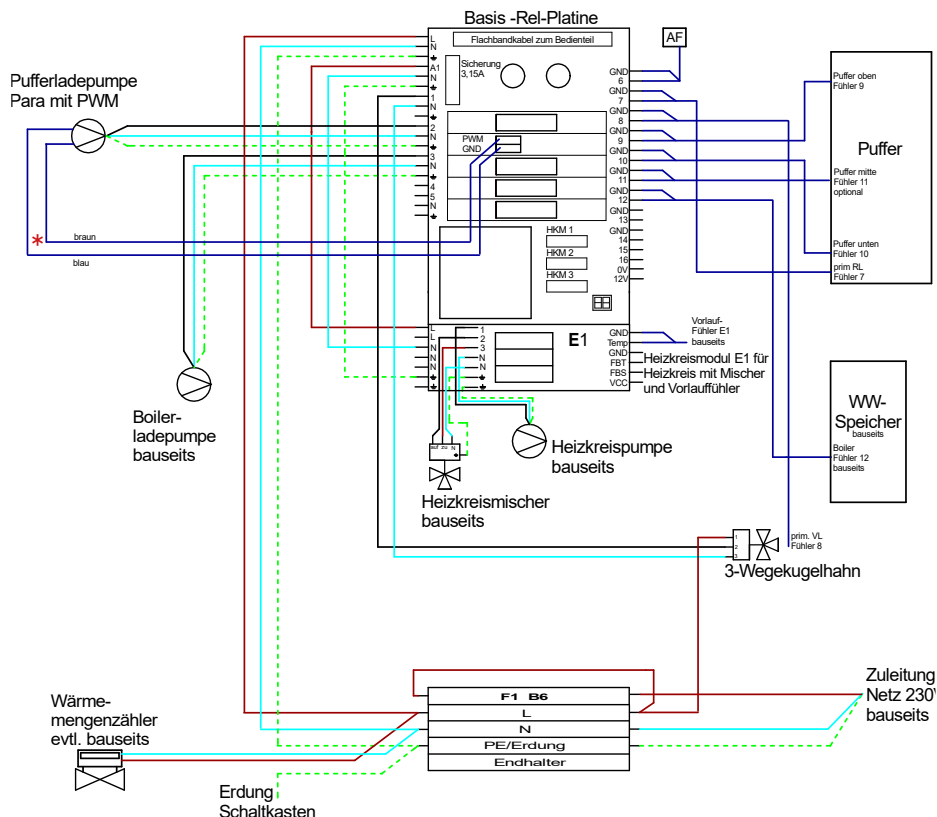 Basis -Rel-Platine
Flachbandkabel zum Bedienteil
Sicherung
3,15A
L
N
A1
N
1
N
2
N
3
N
4
5
N
PWM
GND
HKM 1
HKM 2
HKM 3
AF
GND
6
GND
7
GND
8
GND
9
GND
10
GND
11
GND
12
GND
13
GND
14
15
16
0V
12V
Pufferladepumpe
Para mit PWM
*
braun
blau
Puffer oben
Fühler 9
Puffer
Puffer mitte
Fühler 11
optional
Puffer unten
Fühler 10
prim RL
Fühler 7
L
L
N
N
N
1
2
3
N
N
E1
GND
Temp
GND
FBT
FBS
VCC
Vorlauf-
Fühler E1
bauseits
Heizkreismodul E1 für
Heizkreis mit Mischer
und Vorlauffühler
WW-
Speicher
bauseits
Boiler
Fühler 12
bauseits
Boiler-
ladepumpe
bauseits
auf zu N
Heizkreismischer
bauseits
Heizkreispumpe
bauseits
1
2
3
prim. VL
Fühler 8
3-Wegekugelhahn
F1 B6
L
N
PE/Erdung
Endhalter
Zuleitung
Netz 230V
bauseits
Wärme-
mengenzähler
evtl. bauseits
Erdung
Schaltkasten